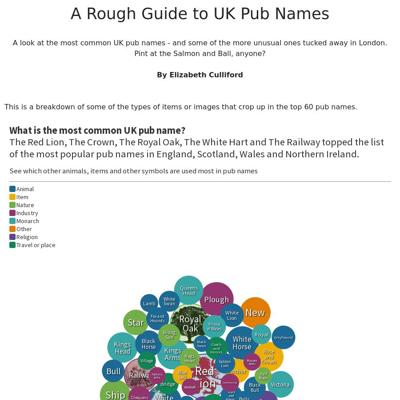 A Rough Guide to UK Pub Names
A look at the most common UK pub names - and some of the more unusual ones tucked away in London.
Pint at the Salmon and Ball, anyone?
By Elizabeth Culliford
This is a breakdown of some of the types of items or images that crop up in the top 60 pub names.
What is the most common UK pub name?
The Red Lion, The Crown, The Royal Oak, The White Hart and The Railway topped the list
of the most popular pub names in England, Scotland, Wales and Northern Ireland.
See which other animals, items and other symbols are used most in pub names
Animal
Item
Nature
Industry
Monarch
Other
Religion
Travel or place
Queens
Head
Lamb
White
Swan
Plough
White
Lion
New
Star
Royal
Oak
Royal
Greyhound
Kings
Head
Black
Horse
Kings
Arms
White
Horse
Bull
Railway
Red
Lion
Bridge
Black
Bull
Victoria
Ship
White